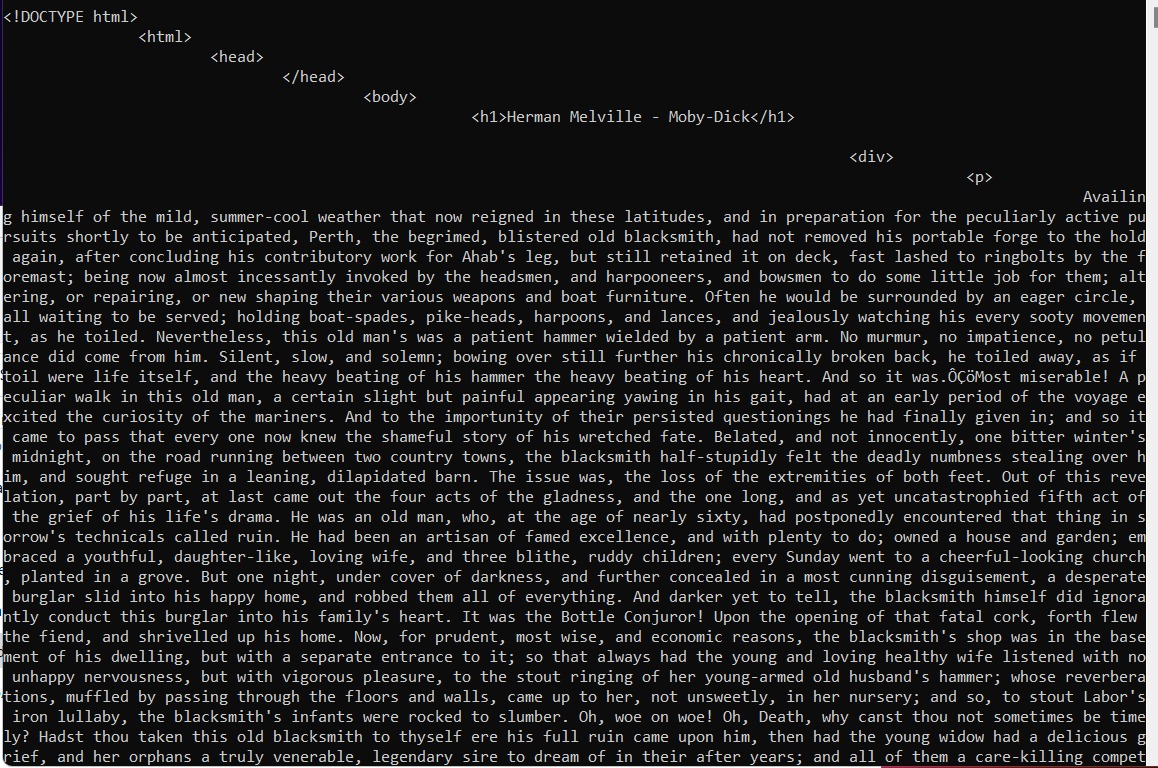 <!DOCTYPE html>
<html>
<head>
</head>
<body>
<h1>Herman Melville - Moby-Dick</h1>
<div>
<p>
Availin
g himself of the mild, summer-cool weather that now reigned in these latitudes, and in preparation for the peculiarly active pu
rsuits shortly to be anticipated, Perth, the begrimed, blistered old blacksmith, had not removed his portable forge to the hold
 again, after concluding his contributory work for Ahab's leg, but still retained it on deck, fast lashed to ringbolts by the f
oremast; being now almost incessantly invoked by the headsmen, and harpooneers, and bowsmen to do some little job for them; alt
ering, or repairing, or new shaping their various weapons and boat furniture. Often he would be surrounded by an eager circle,
all waiting to be served; holding boat-spades, pike-heads, harpoons, and lances, and jealously watching his every sooty movemen
t, as he toiled. Nevertheless, this old man's was a patient hammer wielded by a patient arm. No murmur, no impatience, no petul
ance did come from him. Silent, slow, and solemn; bowing over still further his chronically broken back, he toiled away, as if
toil were life itself, and the heavy beating of his hammer the heavy beating of his heart. And so it was.ÔÇöMost miserable! A p
eculiar walk in this old man, a certain slight but painful appearing yawing in his gait, had at an early period of the voyage e
xcited the curiosity of the mariners. And to the importunity of their persisted questionings he had finally given in; and so it
 came to pass that every one now knew the shameful story of his wretched fate. Belated, and not innocently, one bitter winter's
 midnight, on the road running between two country towns, the blacksmith half-stupidly felt the deadly numbness stealing over h
im, and sought refuge in a leaning, dilapidated barn. The issue was, the loss of the extremities of both feet. Out of this reve
lation, part by part, at last came out the four acts of the gladness, and the one long, and as yet uncatastrophied fifth act of
 the grief of his life's drama. He was an old man, who, at the age of nearly sixty, had postponedly encountered that thing in s
orrow's technicals called ruin. He had been an artisan of famed excellence, and with plenty to do; owned a house and garden; em
braced a youthful, daughter-like, loving wife, and three blithe, ruddy children; every Sunday went to a cheerful-looking church
, planted in a grove. But one night, under cover of darkness, and further concealed in a most cunning disguisement, a desperate
 burglar slid into his happy home, and robbed them all of everything. And darker yet to tell, the blacksmith himself did ignora
ntly conduct this burglar into his family's heart. It was the Bottle Conjuror! Upon the opening of that fatal cork, forth flew
the fiend, and shrivelled up his home. Now, for prudent, most wise, and economic reasons, the blacksmith's shop was in the base
ment of his dwelling, but with a separate entrance to it; so that always had the young and loving healthy wife listened with no
 unhappy nervousness, but with vigorous pleasure, to the stout ringing of her young-armed old husband's hammer; whose reverbera
tions, muffled by passing through the floors and walls, came up to her, not unsweetly, in her nursery; and so, to stout Labor's
 iron lullaby, the blacksmith's infants were rocked to slumber. Oh, woe on woe! Oh, Death, why canst thou not sometimes be time
ly? Hadst thou taken this old blacksmith to thyself ere his full ruin came upon him, then had the young widow had a delicious g
rief, and her orphans a truly venerable, legendary sire to dream of in their after years; and all of them a care-killing compet